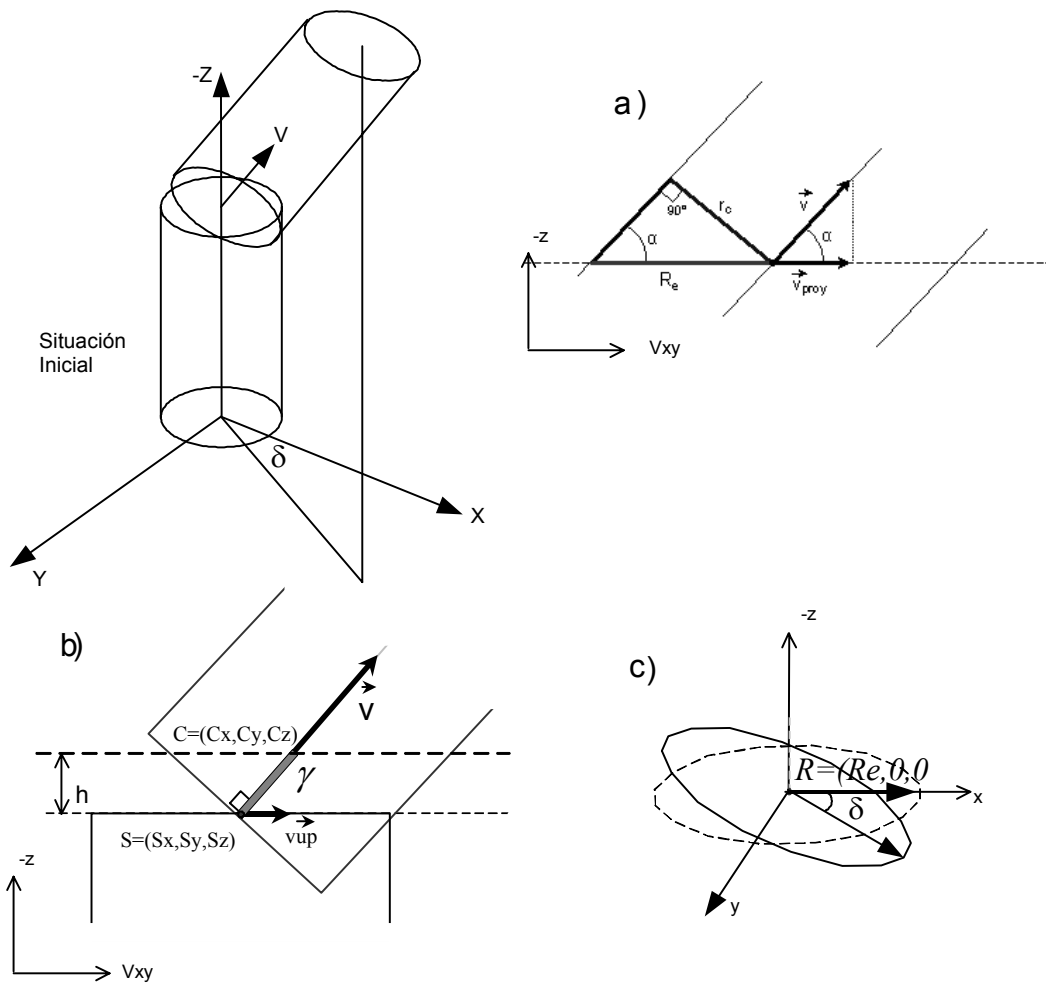 -Z
V
Situación
Inicial
δ
X
Y
a)
90°
r_c
v
α
α
-z
R_e
v_proy
Vxy
b)
v
C=(Cx,Cy,Cz)
γ
h
S=(Sx,Sy,Sz)
vup
-z
Vxy
c)
-z
R=(Re,0,0
x
δ
y